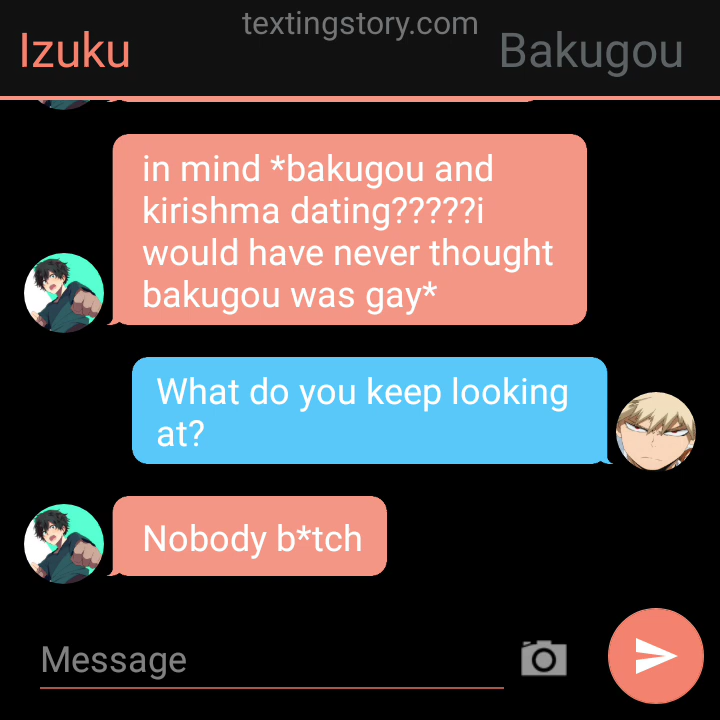 textingstory.com
Izuku
Bakugou
in mind *bakugou and
kirishma dating?????i
would have never thought
bakugou was gay*
What do you keep looking
at?
Nobody b*tch
Message